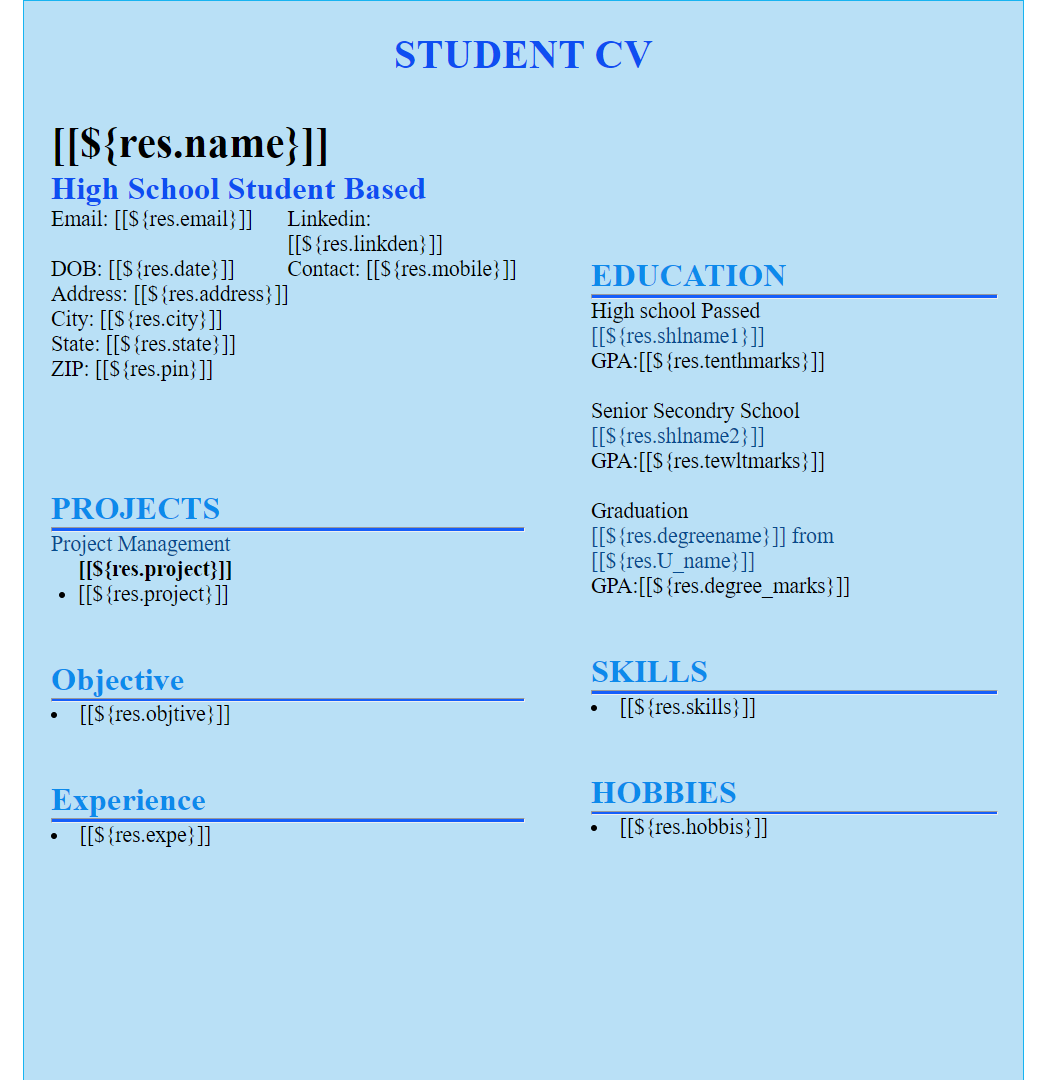 STUDENT CV
[[${res.name}]]
High School Student Based
Email: [[${res.email}]]
Linkedin:
[[${res.linkden}]]
DOB: [[${res.date}]]
Contact: [[${res.mobile}]]
Address: [[${res.address}]]
City: [[${res.city}]]
State: [[${res.state}]]
ZIP: [[${res.pin}]]
PROJECTS
Project Management
[[${res.project}]]
• [[${res.project}]]
Objective
• [[${res.objtive}]]
Experience
• [[${res.expe}]]
EDUCATION
High school Passed
[[${res.shlname1}]]
GPA:[[${res.tenthmarks}]]
Senior Secondry School
[[${res.shlname2}]]
GPA:[[${res.tewltmarks}]]
Graduation
[[${res.degreename}]] from
[[${res.U_name}]]
GPA:[[${res.degree_marks}]]
SKILLS
• [[${res.skills}]]
HOBBIES
• [[${res.hobbis}]]